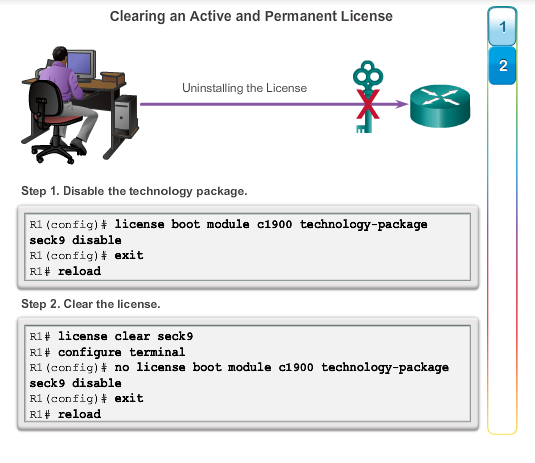 Clearing an Active and Permanent License
1
2
Uninstalling the License
Step 1. Disable the technology package.
R1(config)# license boot module c1900 technology-package
seck9 disable
R1(config)# exit
R1# reload
Step 2. Clear the license.
R1# license clear seck9
R1# configure terminal
R1(config)# no license boot module c1900 technology-package
seck9 disable
R1(config)# exit
R1# reload